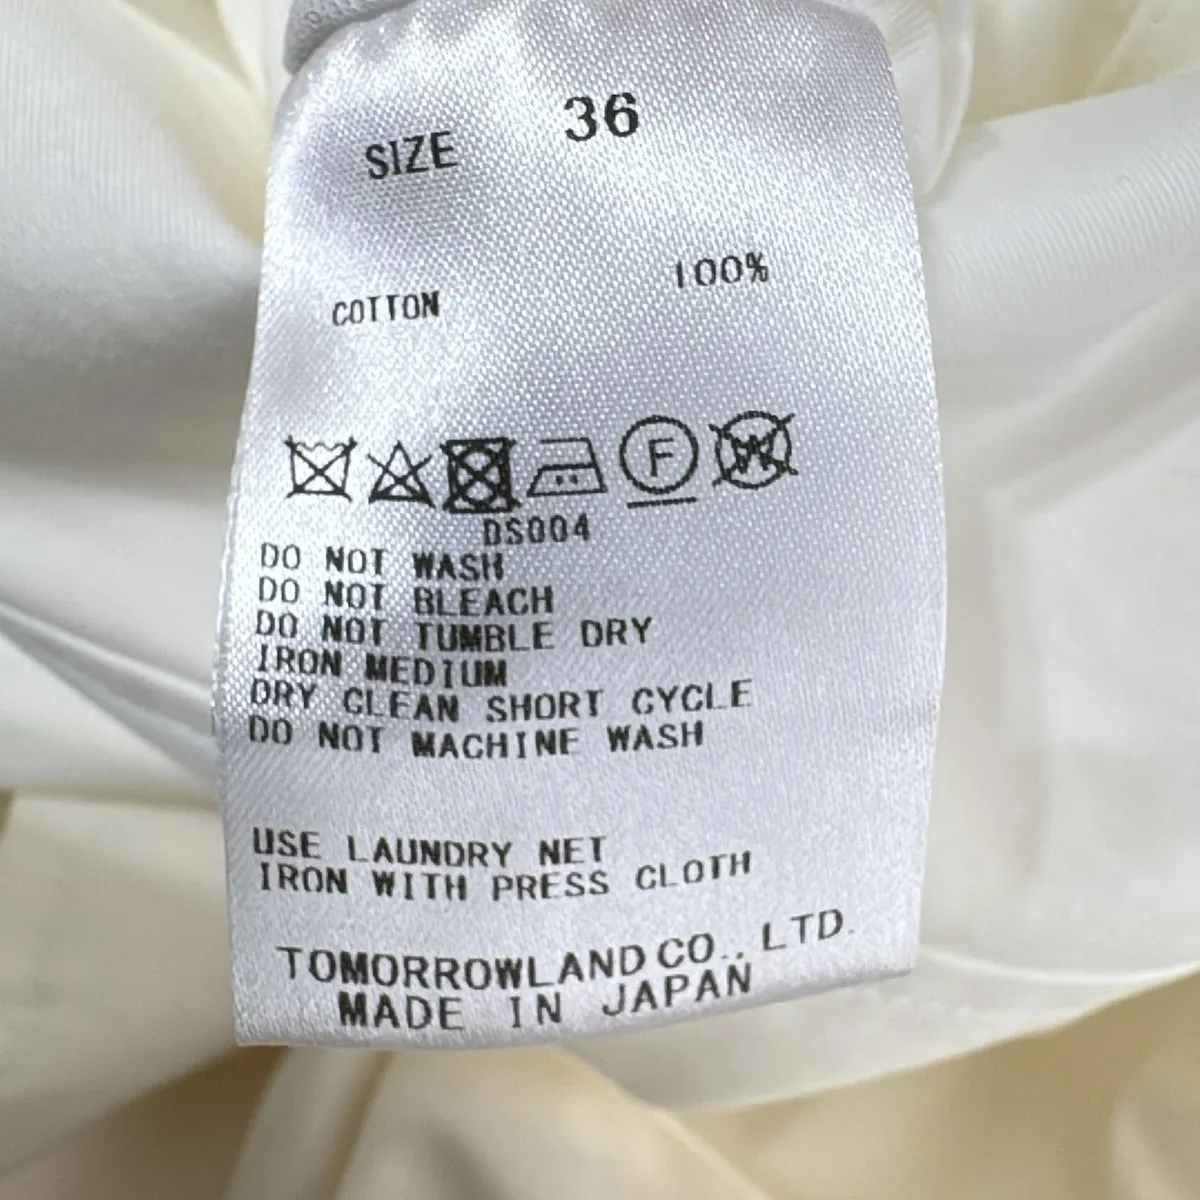 SIZE 36
COTTON 100%
F W
DS004
DO NOT WASH
DO NOT BLEACH
DO NOT TUMBLE DRY
IRON MEDIUM
DRY CLEAN SHORT CYCLE
DO NOT MACHINE WASH
USE LAUNDRY NET
IRON WITH PRESS CLOTH
TOMORROWLAND CO., LTD.
MADE IN JAPAN